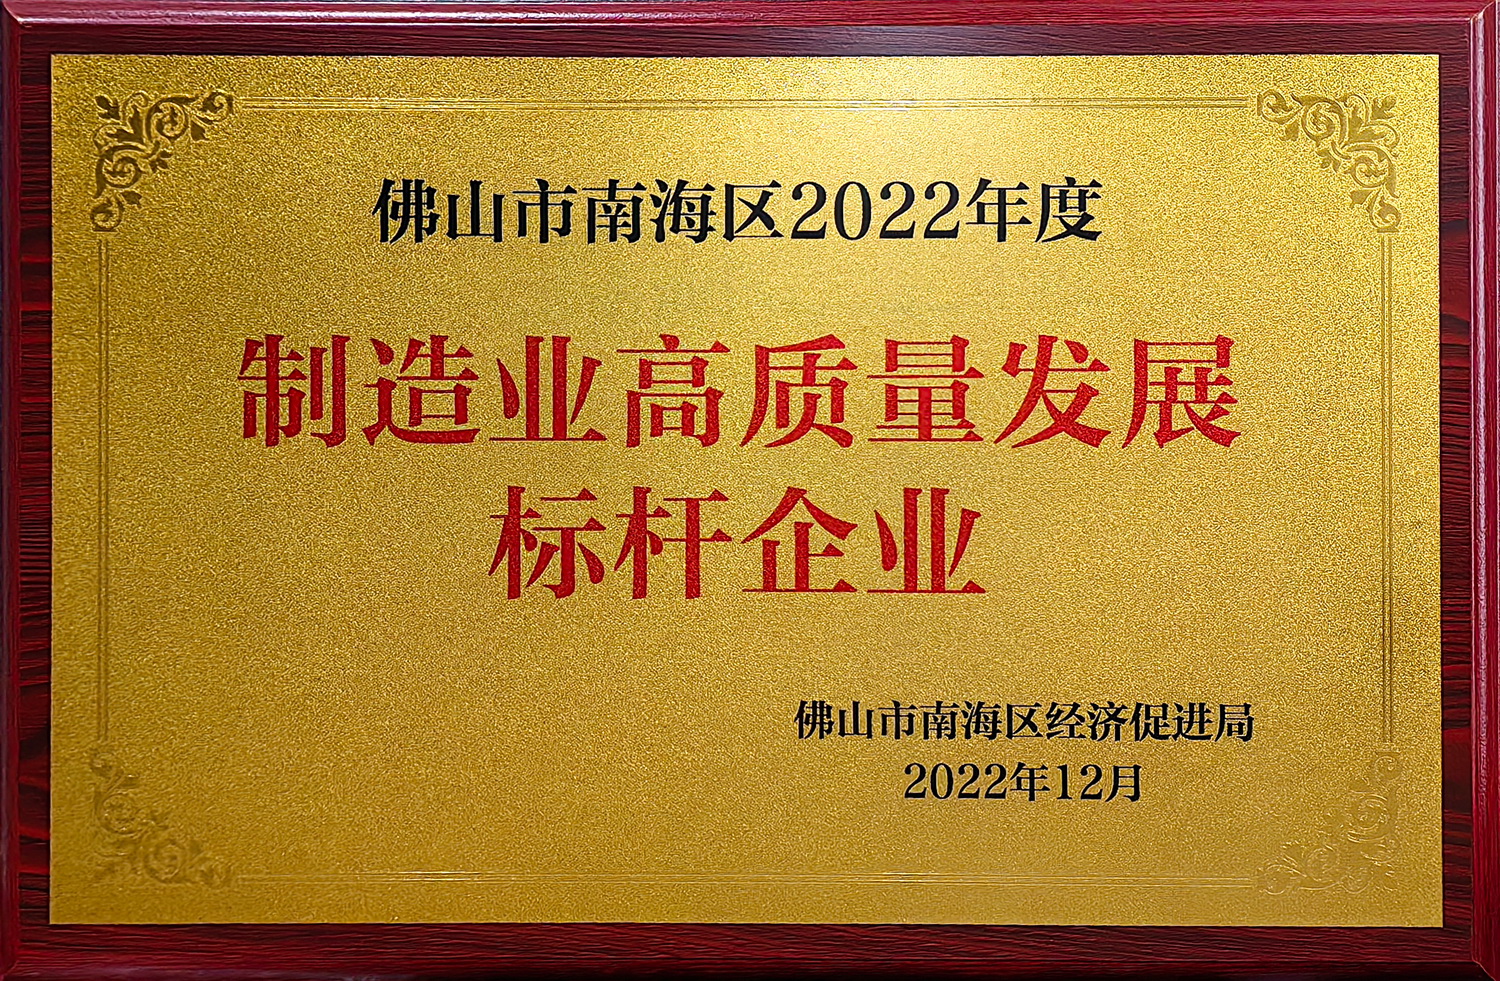 佛山市南海区2022年度
制造业高质量发展
标杆企业
佛山市南海区经济促进局
2022年12月